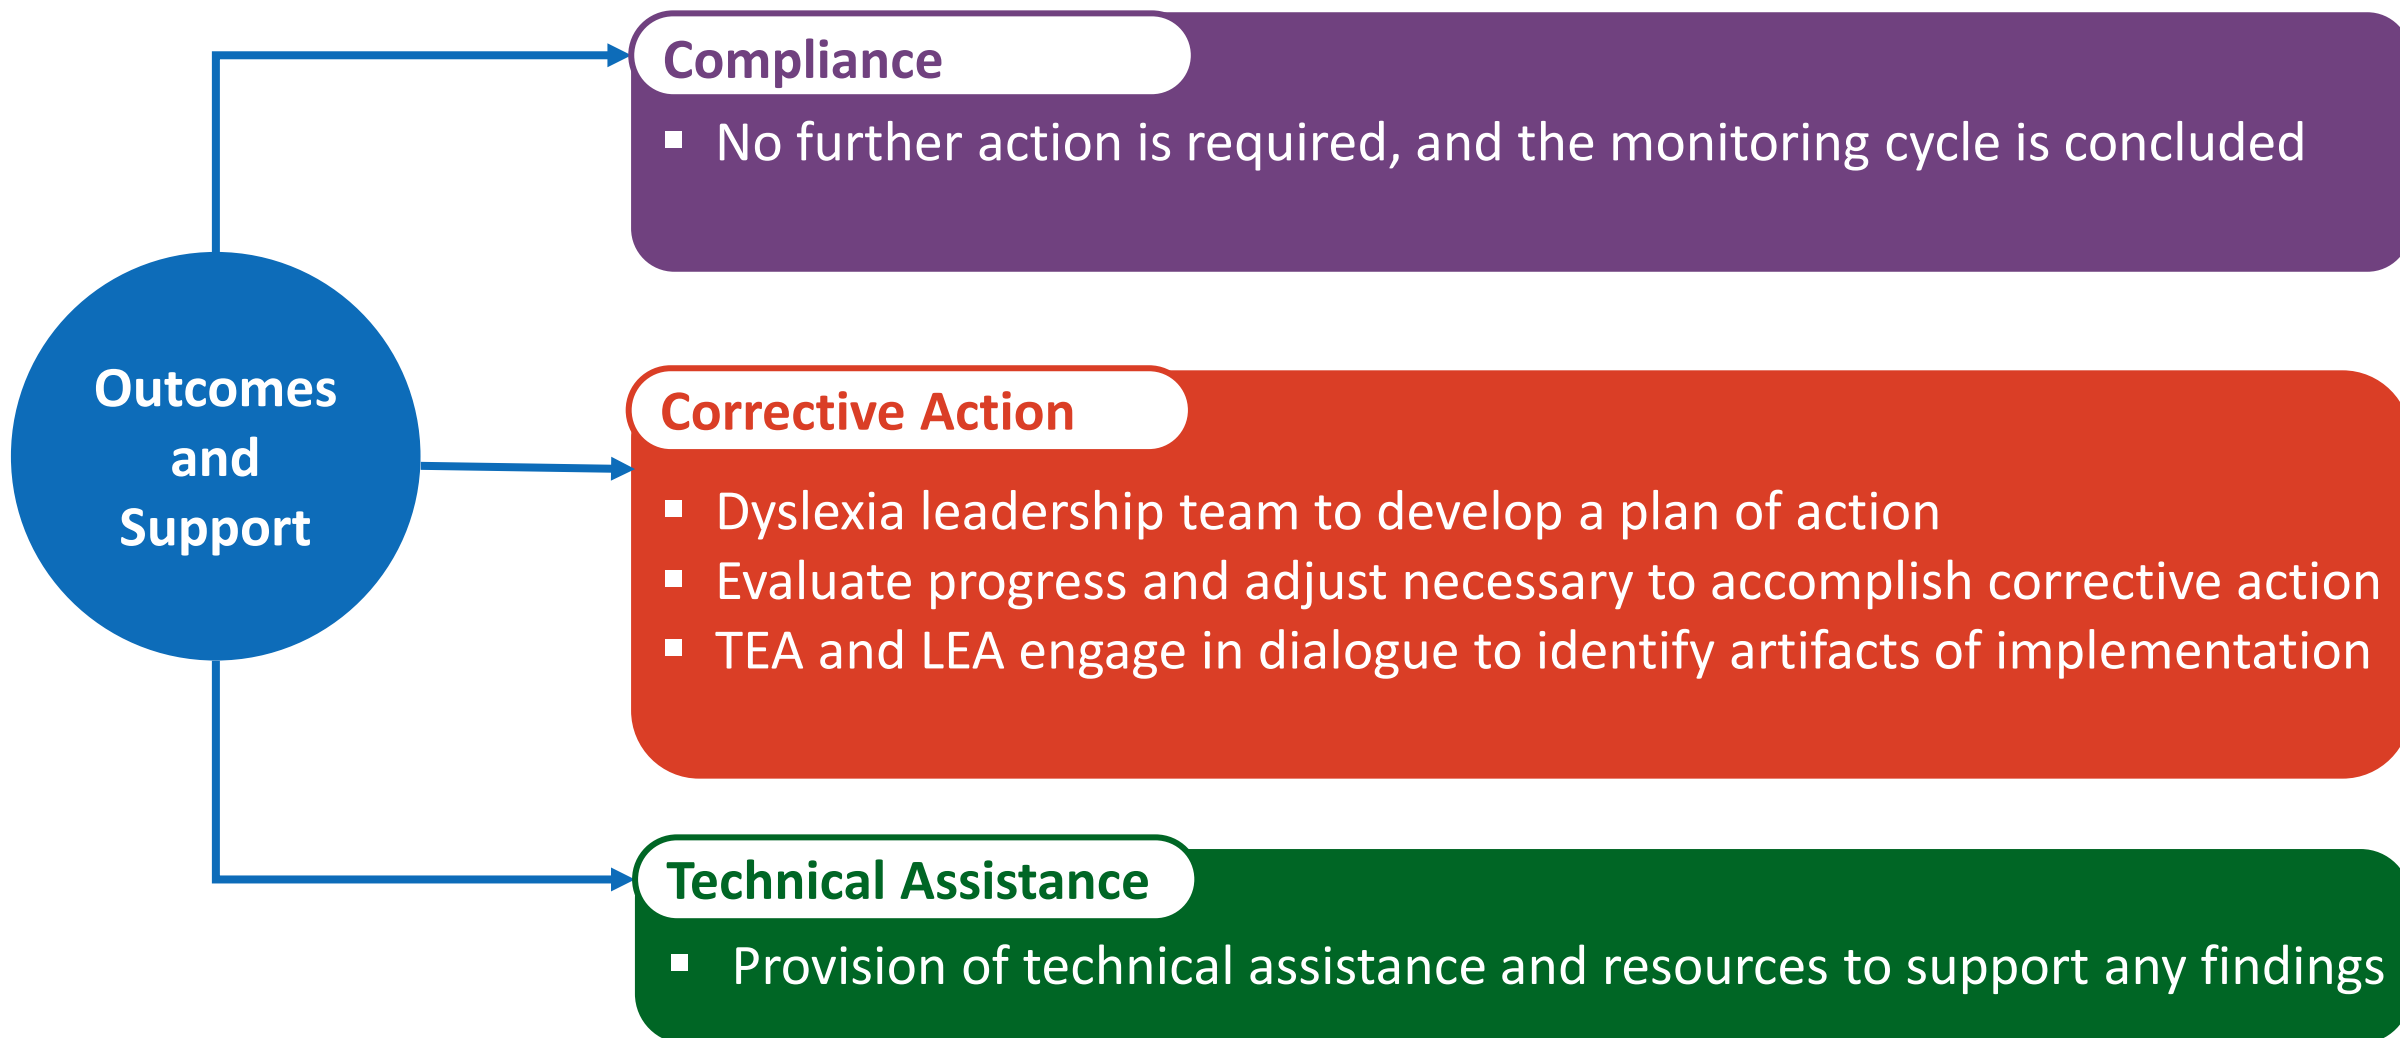 Outcomes
and
Support
Compliance
▪ No further action is required, and the monitoring cycle is concluded
Corrective Action
▪ Dyslexia leadership team to develop a plan of action
▪ Evaluate progress and adjust necessary to accomplish corrective action
▪ TEA and LEA engage in dialogue to identify artifacts of implementation
Technical Assistance
▪ Provision of technical assistance and resources to support any findings